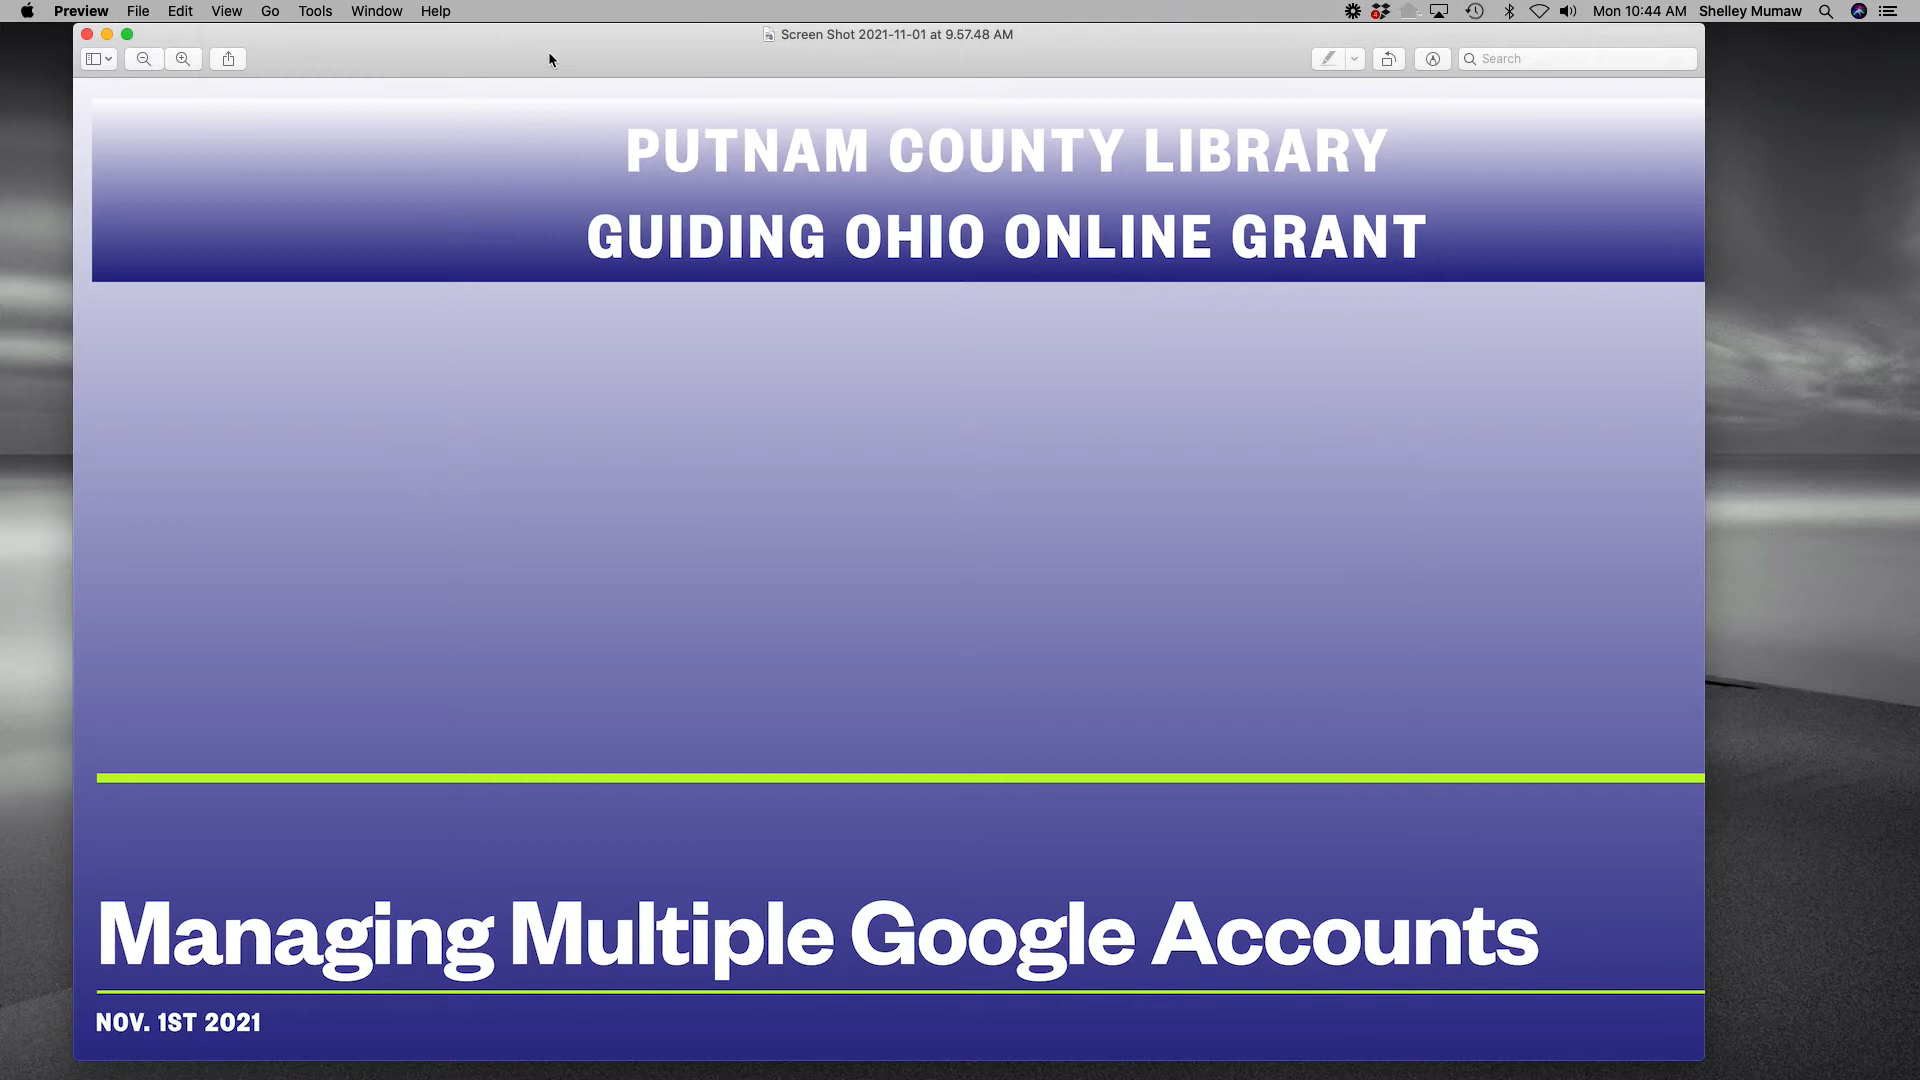 Preview File Edit View Go Tools Window Help
4
Mon 10:44 AM Shelley Mumaw
Screen Shot 2021-11-01 at 9.57.48 AM
Search
PUTNAM COUNTY LIBRARY
GUIDING OHIO ONLINE GRANT
Managing Multiple Google Accounts
NOV. 1ST 2021